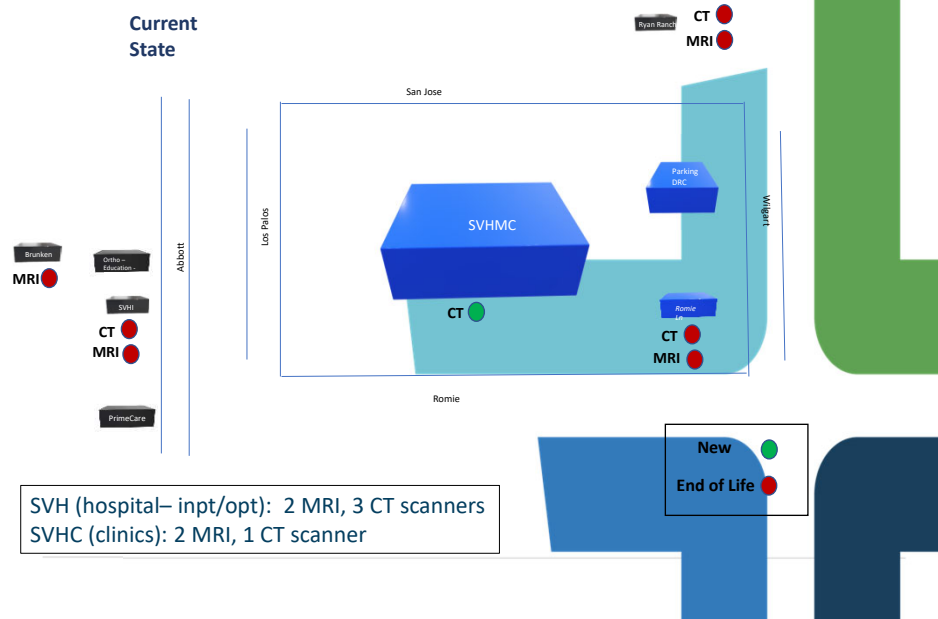 Current
State
Ryan Ranch
CT
MRI
San Jose
Parking
DRC
Wilgart
Los Palos
SVHMC
Abbott
Brunken
MRI
Ortho –
Education -
SVHI
CT
MRI
CT
Romie
Ln
CT
MRI
PrimeCare
Romie
New
End of Life
SVH (hospital– inpt/opt): 2 MRI, 3 CT scanners
SVHC (clinics): 2 MRI, 1 CT scanner